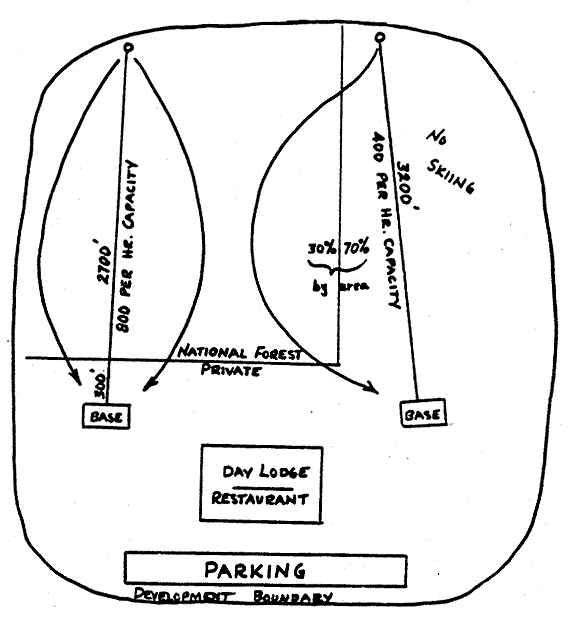 NO
SKIING
2700'
800 PER HR. CAPACITY
3200'
400 PER HR. CAPACITY
30% 70%
by area
NATIONAL FOREST
PRIVATE
300'
BASE
BASE
DAY LODGE
RESTAURANT
PARKING
DEVELOPMENT BOUNDARY